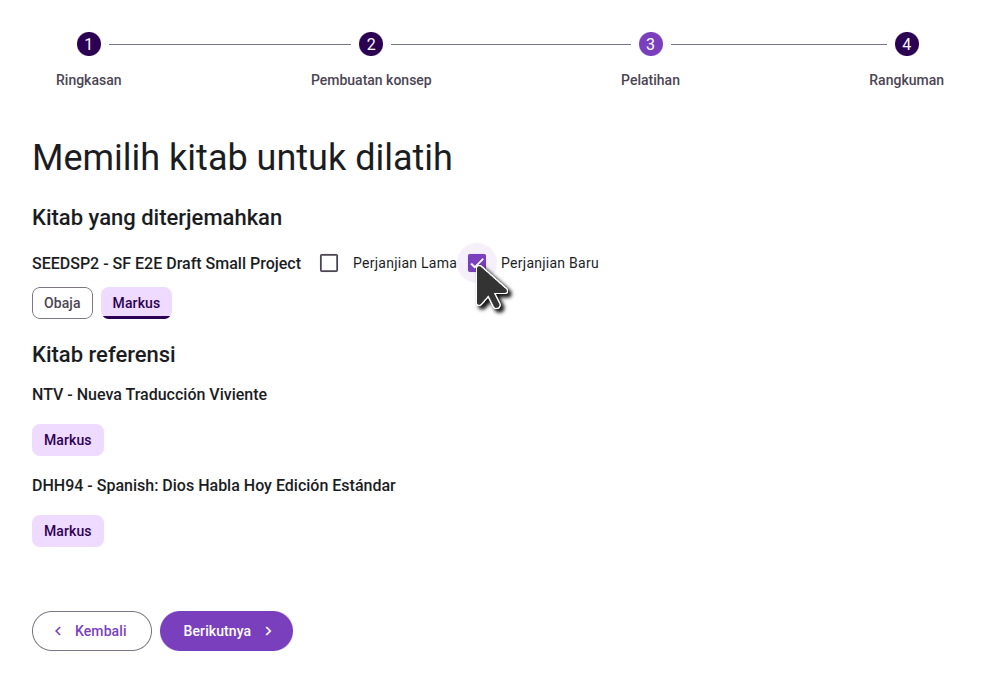 1 2 3 4
Ringkasan Pembuatan konsep Pelatihan Rangkuman
Memilih kitab untuk dilatih
Kitab yang diterjemahkan
SEEDSP2 - SF E2E Draft Small Project Perjanjian Lama Perjanjian Baru
Obaja Markus
Kitab referensi
NTV - Nueva Traducción Viviente
Markus
DHH94 - Spanish: Dios Habla Hoy Edición Estándar
Markus
Kembali Berikutnya